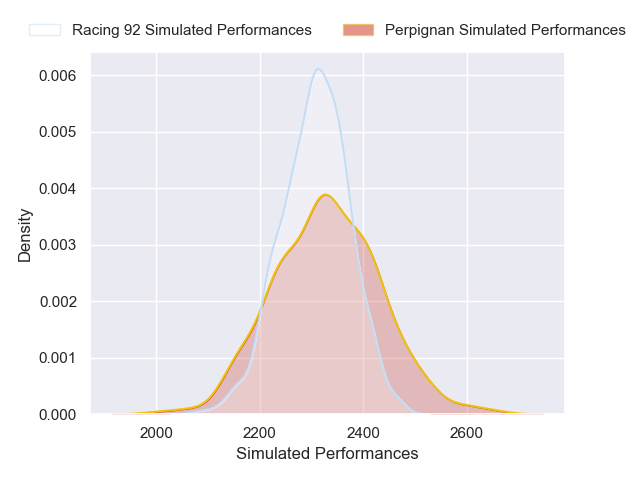 Racing 92 Simulated Performances Perpignan Simulated Performances
0.006
0.005
0.004
0.003
0.002
0.001
0.000
Density
2000 2200 2400 2600
Simulated Performances